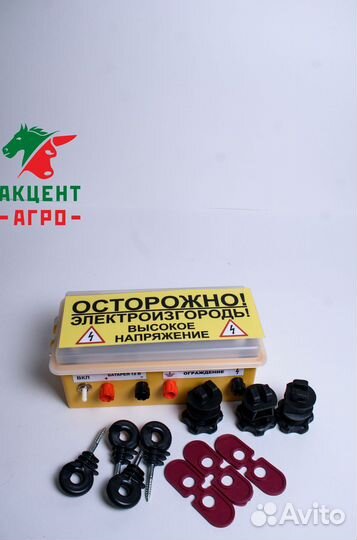 АКЦЕНТ
- АГРО -
ОСТОРОЖНО!
ЭЛЕКТРОИЗГОРОДЬ!
ВЫСОКОЕ
НАПРЯЖЕНИЕ
ВКЛ
БАТАРЕЯ 12 В
ОГРАЖДЕНИЕ
Avito